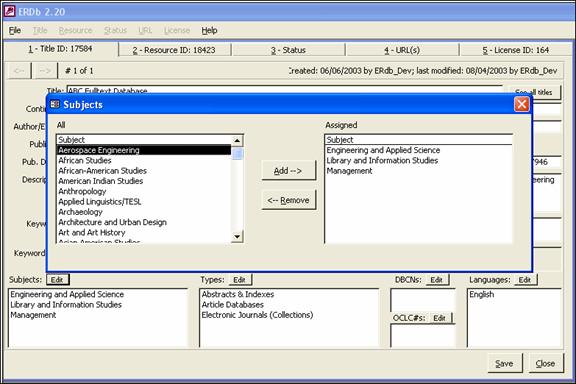 ERDb 2.20
File Title Resource Status URL License Help
1 - Title ID: 17584 2 - Resource ID: 18423 3 - Status 4 - URL(s) 5 - License ID: 164
<-- --> # 1 of 1 Created: 06/06/2003 by ERdb_Dev; last modified: 08/04/2003 by ERdb_Dev
Title: ABC Fulltext Database See all titles
Subjects
All Assigned
Subject Subject
Aerospace Engineering Engineering and Applied Science
African Studies Library and Information Studies
African-American Studies Management
American Indian Studies
Anthropology
Applied Linguistics/TESL
Archaeology
Architecture and Urban Design
Art and Art History
Asian American Studies
Add -->
<-- Remove
Contin
Author/E
Publi
Pub. D 7946
Descrip eering
Keyw
Keyword
Subjects: Edit Types: Edit DBCNs: Edit Languages: Edit
Engineering and Applied Science Abstracts & Indexes English
Library and Information Studies Article Databases
Management Electronic Journals (Collections)
OCLC#s: Edit
Save Close